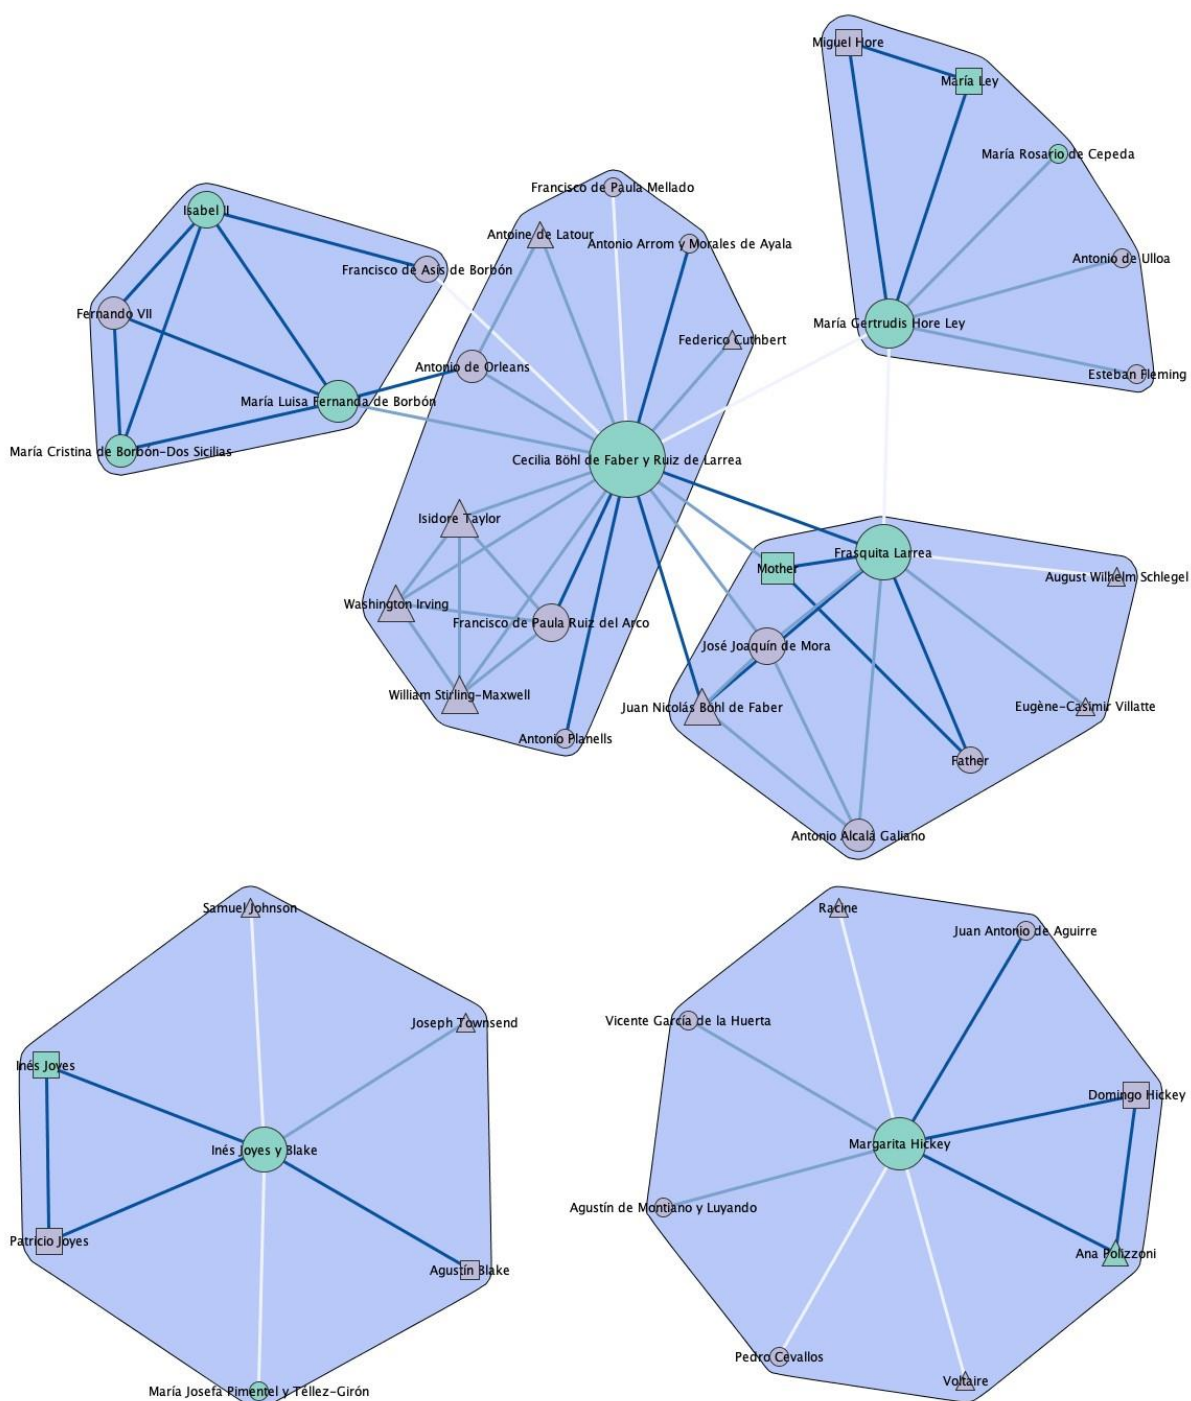 Miguel Hore
María Ley
María Rosario de Cepeda
Francisco de Paula Mellado
Isabel II
Antoine de Latour
Antonio Arrom y Morales de Ayala
Antonio de Ulloa
Francisco de Asis de Borbón
Fernando VII
María Gertrudis Hore Ley
Federico Cuthbert
Antonio de Orleans
Esteban Fleming
María Luisa Fernanda de Borbón
María Cristina de Borbón-Dos Sicilias
Cecilia Böhl de Faber y Ruiz de Larrea
Isidore Taylor
Frasquita Larrea
Mother
August Wilhelm Schlegel
Washington Irving
Francisco de Paula Ruiz del Arco
José Joaquín de Mora
William Stirling-Maxwell
Juan Nicolás Böhl de Faber
Eugène-Casimir Villatte
Antonio Planells
Father
Antonio Alcalá Galiano
Samuel Johnson
Racine
Juan Antonio de Aguirre
Joseph Townsend
Vicente García de la Huerta
Inés Joyes
Domingo Hickey
Inés Joyes y Blake
Margarita Hickey
Agustín de Montiano y Luyando
Patricio Joyes
Ana Polizzoni
Agustín Blake
Pedro Cevallos
Voltaire
María Josefa Pimentel y Téllez-Girón